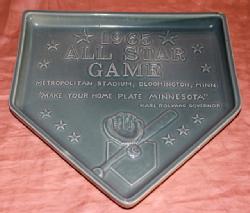 1965
ALL STAR
GAME
METROPOLITAN STADIUM, BLOOMINGTON, MINN.
"MAKE YOUR HOME PLATE MINNESOTA"
KARL ROLVAAG GOVERNOR